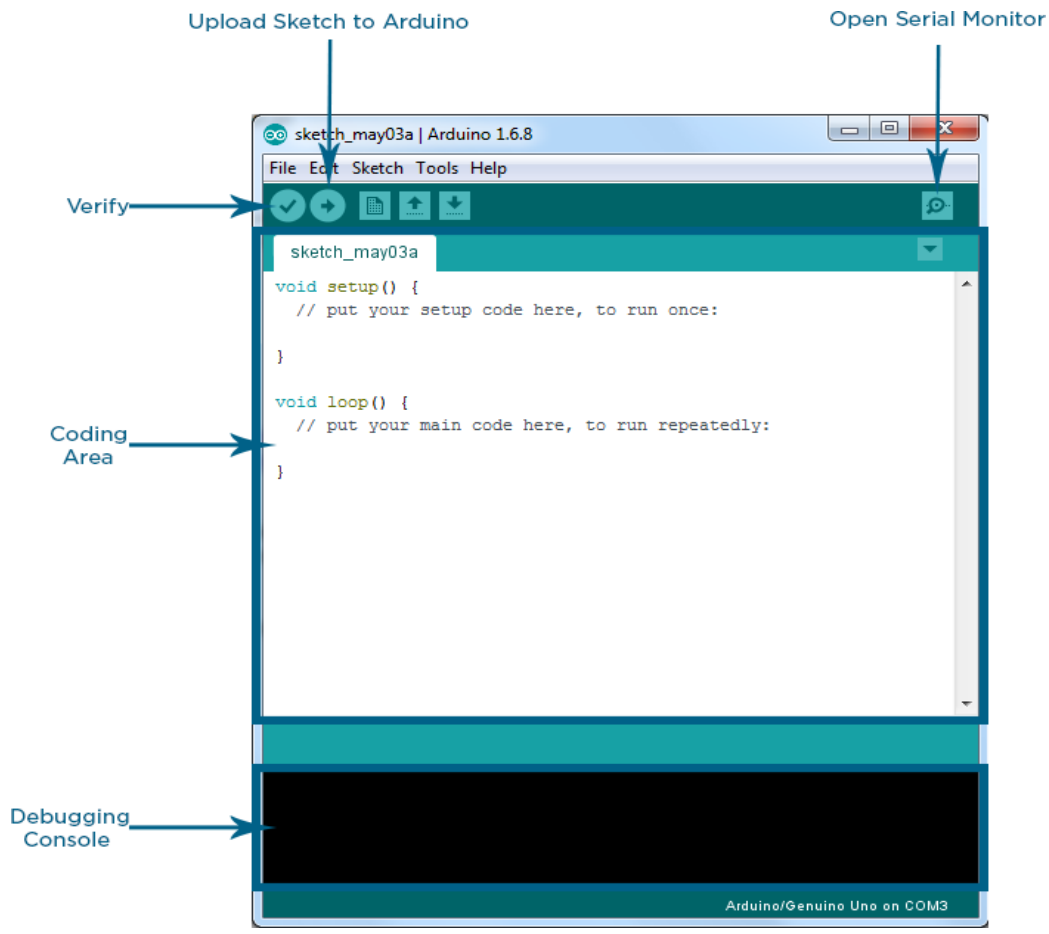 Upload Sketch to Arduino
Open Serial Monitor
sketch_may03a | Arduino 1.6.8
File Edit Sketch Tools Help
Verify
sketch_may03a
void setup() {
  // put your setup code here, to run once:
}
void loop() {
  // put your main code here, to run repeatedly:
}
Coding
Area
Debugging
Console
Arduino/Genuino Uno on COM3